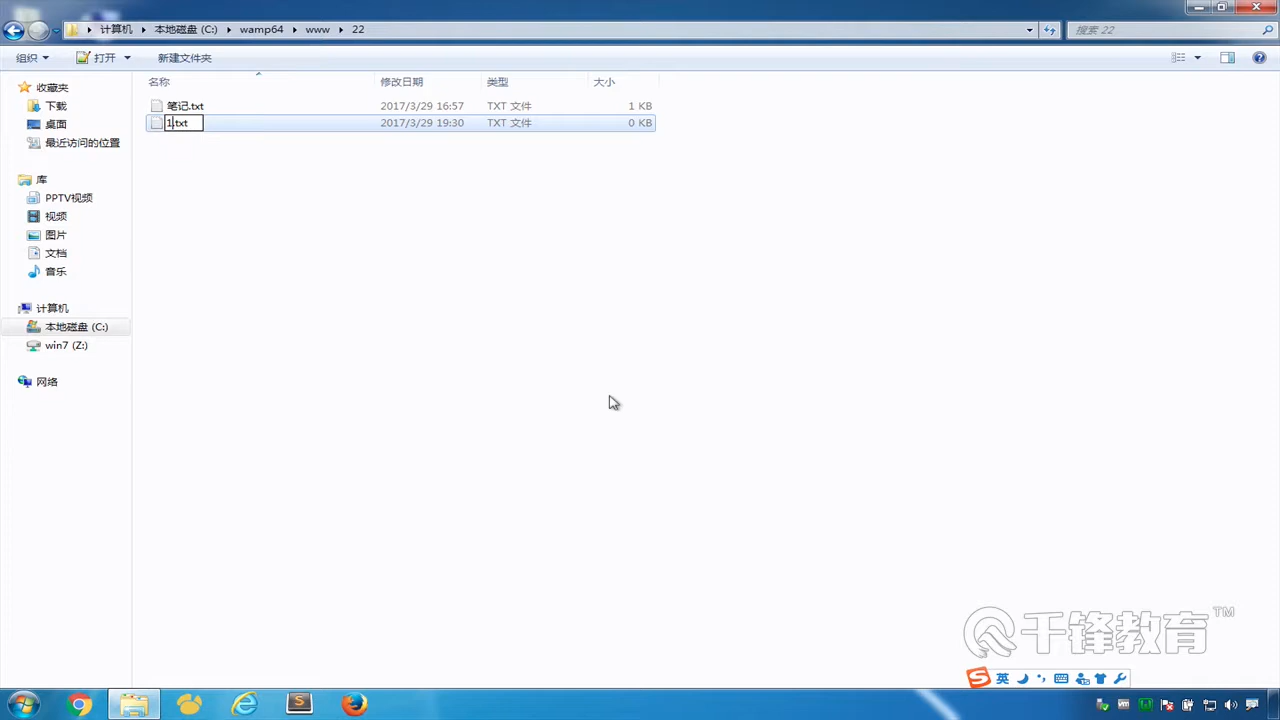 计算机 本地磁盘 (C:) wamp64 www 22
搜索 22
组织 打开 新建文件夹
名称 修改日期 类型 大小
笔记.txt 2017/3/29 16:57 TXT 文件 1 KB
1.txt 2017/3/29 19:30 TXT 文件 0 KB
收藏夹
下载
桌面
最近访问的位置
库
PPTV视频
视频
图片
文档
音乐
计算机
本地磁盘 (C:)
win7 (Z:)
网络
千锋教育TM
S 英